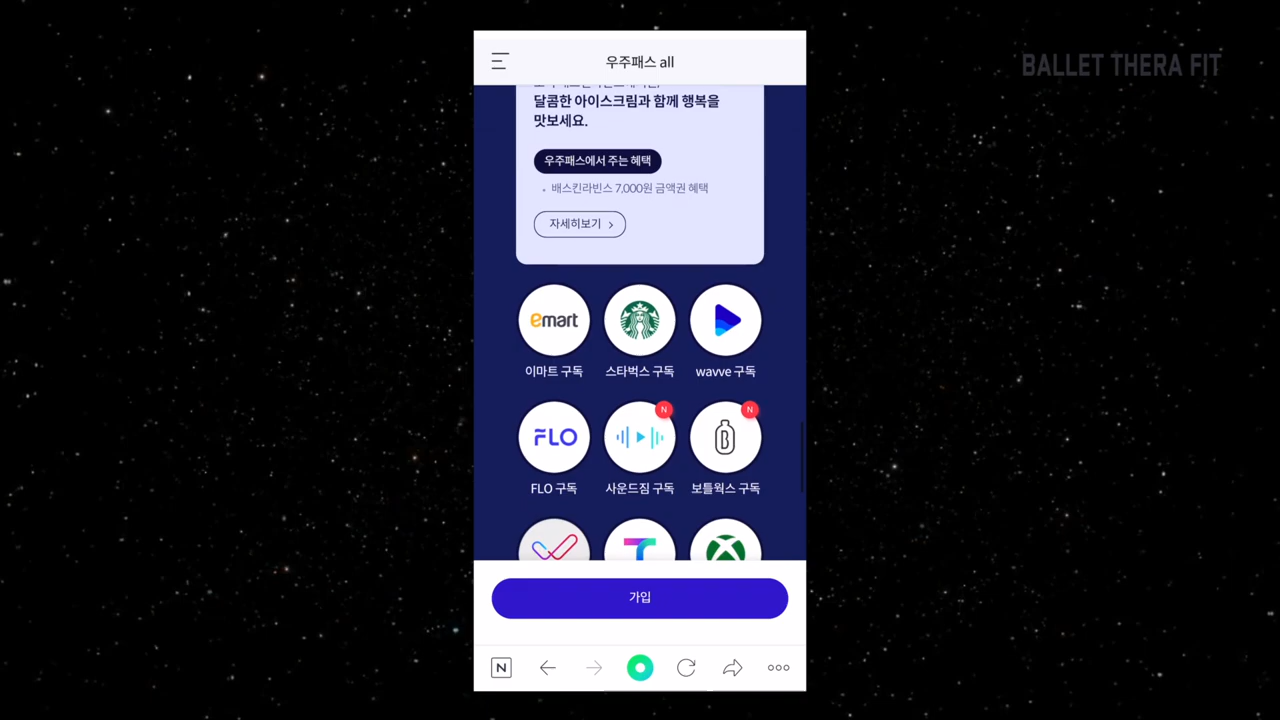 BALLET THERA FIT
우주패스 all
달콤한 아이스크림과 함께 행복을
맛보세요.
우주패스에서 주는 혜택
• 배스킨라빈스 7,000원 금액권 혜택
자세히보기 >
emart
이마트 구독
스타벅스 구독
wavve 구독
FLO
N
B
N
FLO 구독
사운드짐 구독
보틀웍스 구독
T
가입
N